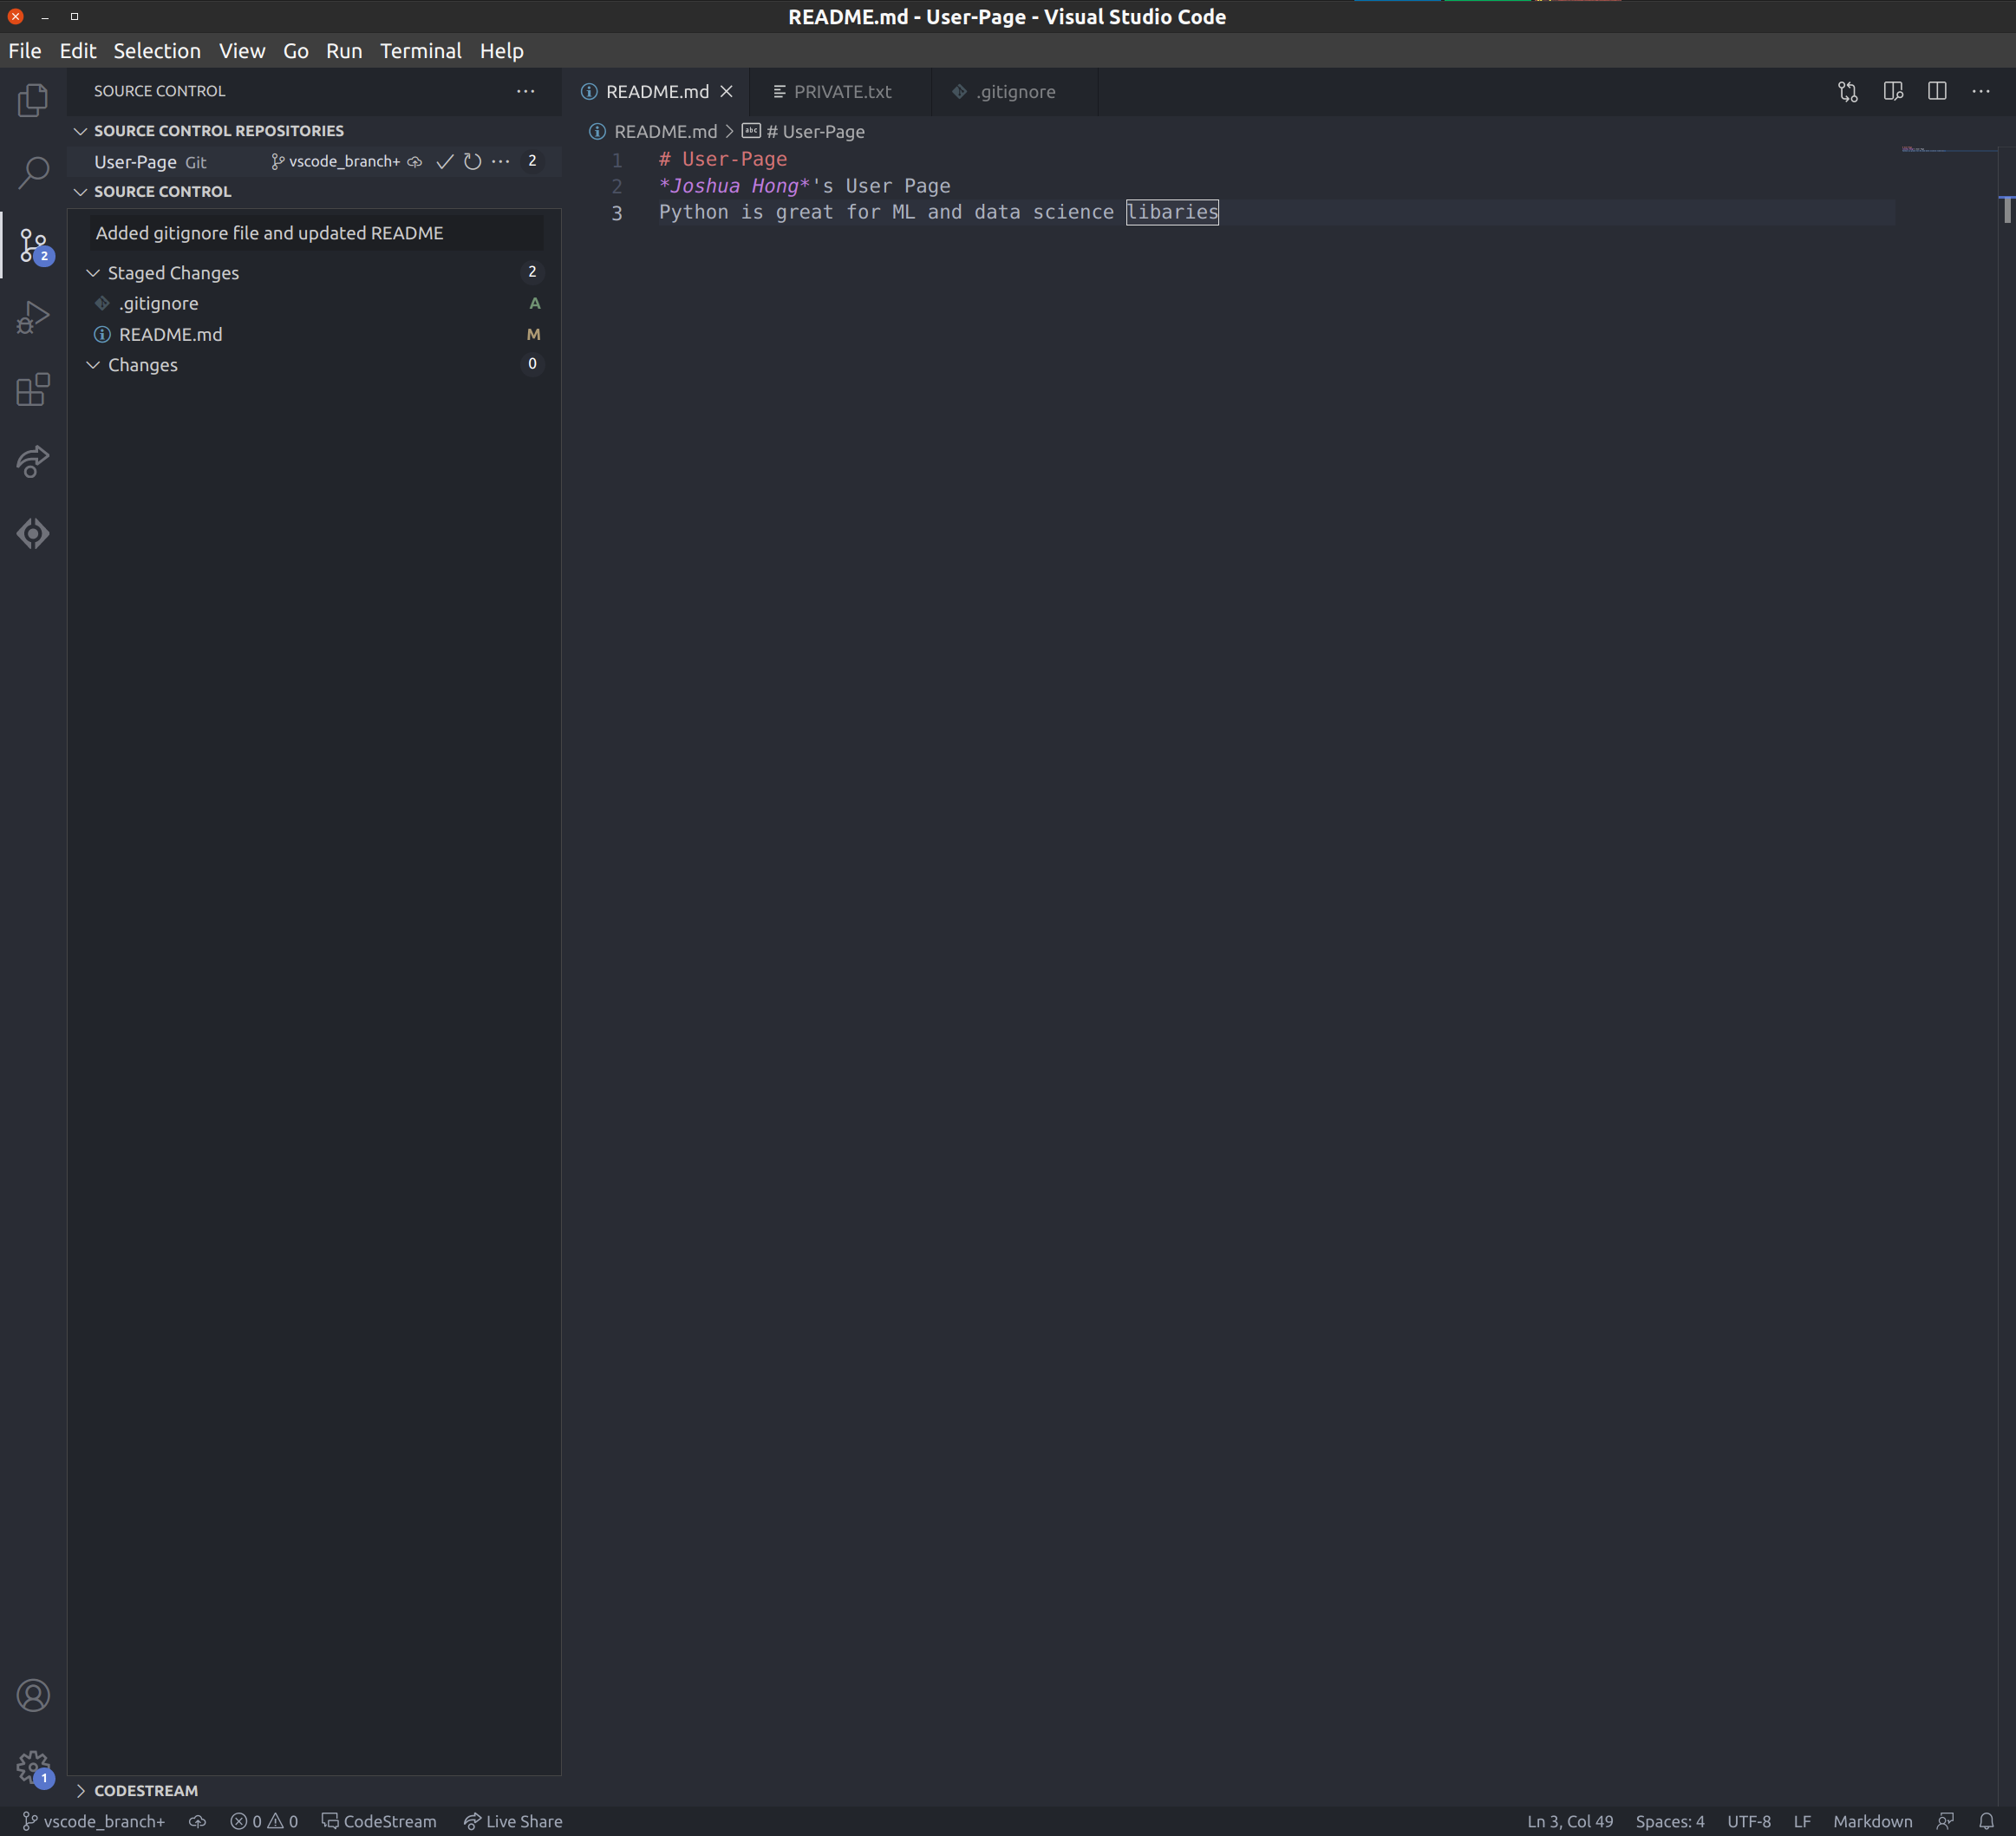 README.md - User-Page - Visual Studio Code
File Edit Selection View Go Run Terminal Help
SOURCE CONTROL
SOURCE CONTROL REPOSITORIES
User-Page Git vscode_branch+ 2
SOURCE CONTROL
Added gitignore file and updated README
Staged Changes 2
.gitignore A
README.md M
Changes 0
2
1
CODESTREAM
README.md PRIVATE.txt .gitignore
README.md > # User-Page
1 # User-Page
2 *Joshua Hong*'s User Page
3 Python is great for ML and data science libaries
vscode_branch+ 0 0 CodeStream Live Share Ln 3, Col 49 Spaces: 4 UTF-8 LF Markdown